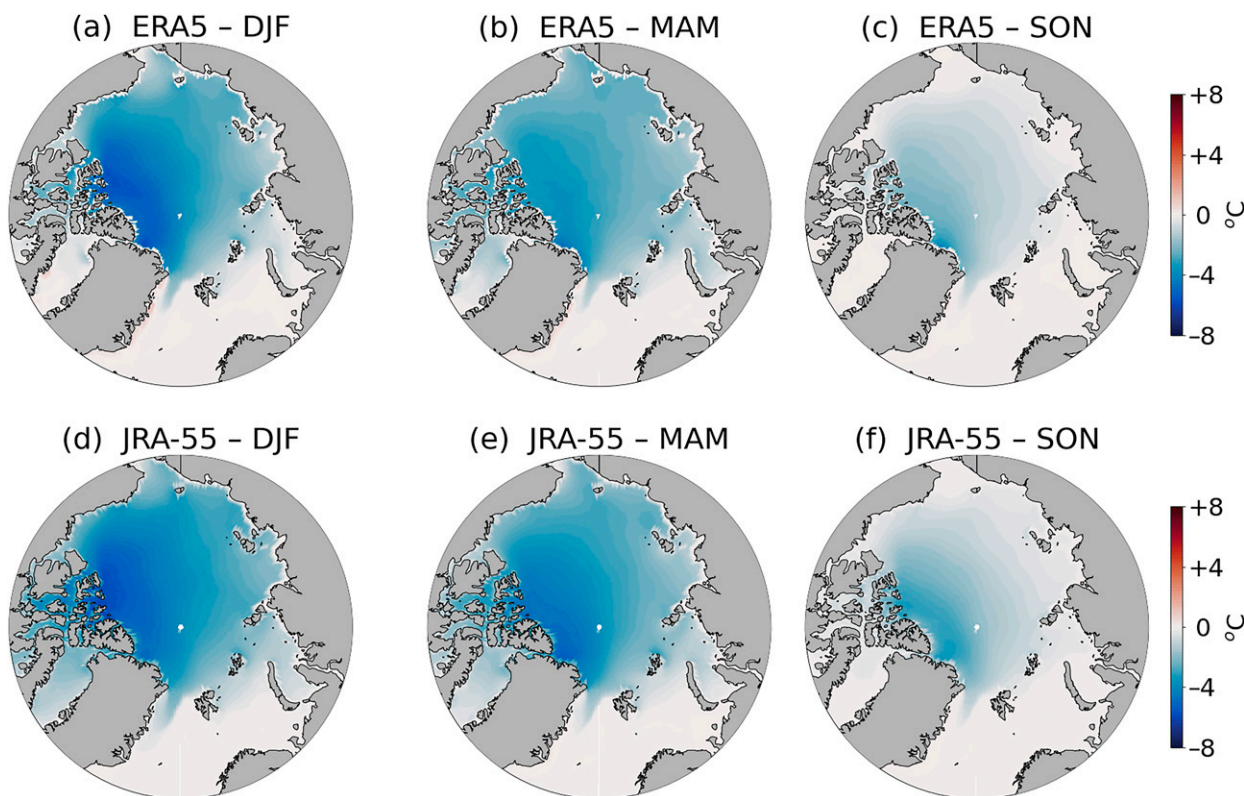 (a) ERA5 – DJF
(b) ERA5 – MAM
(c) ERA5 – SON
+8
+4
0
–4
–8
°C
(d) JRA-55 – DJF
(e) JRA-55 – MAM
(f) JRA-55 – SON
+8
+4
0
–4
–8
°C